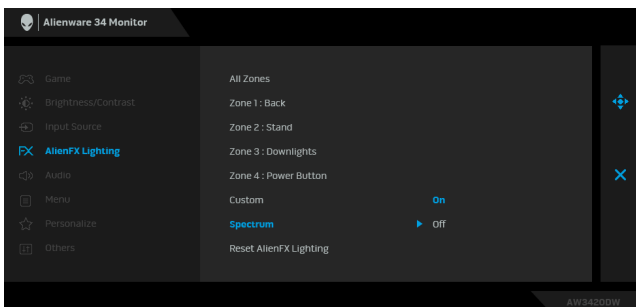 Alienware 34 Monitor
Game
Brightness/Contrast
Input Source
FX AlienFX Lighting
Audio
Menu
Personalize
Others
All Zones
Zone 1 : Back
Zone 2 : Stand
Zone 3 : Downlights
Zone 4 : Power Button
Custom On
Spectrum Off
Reset AlienFX Lighting
AW3420DW